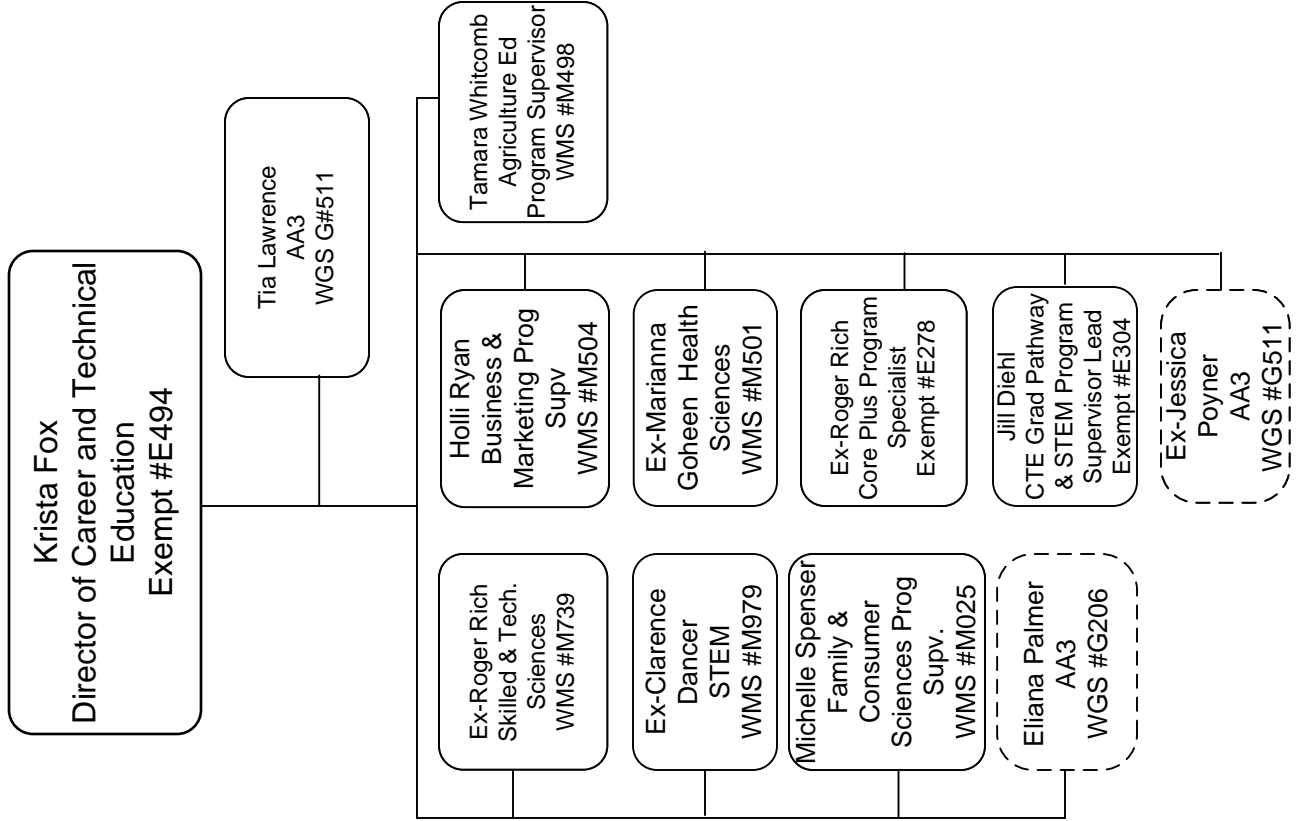 Krista Fox
Director of Career and Technical
Education
Exempt #E494
Tia Lawrence
AA3
WGS G#511
Ex-Roger Rich
Skilled & Tech.
Sciences
WMS #M739
Holli Ryan
Business &
Marketing Prog
Supv
WMS #M504
Tamara Whitcomb
Agriculture Ed
Program Supervisor
WMS #M498
Ex-Clarence
Dancer
STEM
WMS #M979
Ex-Marianna
Goheen Health
Sciences
WMS #M501
Michelle Spenser
Family &
Consumer
Sciences Prog
Supv.
WMS #M025
Ex-Roger Rich
Core Plus Program
Specialist
Exempt #E278
Eliana Palmer
AA3
WGS #G206
Jill Diehl
CTE Grad Pathway
& STEM Program
Supervisor Lead
Exempt #E304
Ex-Jessica
Poyner
AA3
WGS #G511